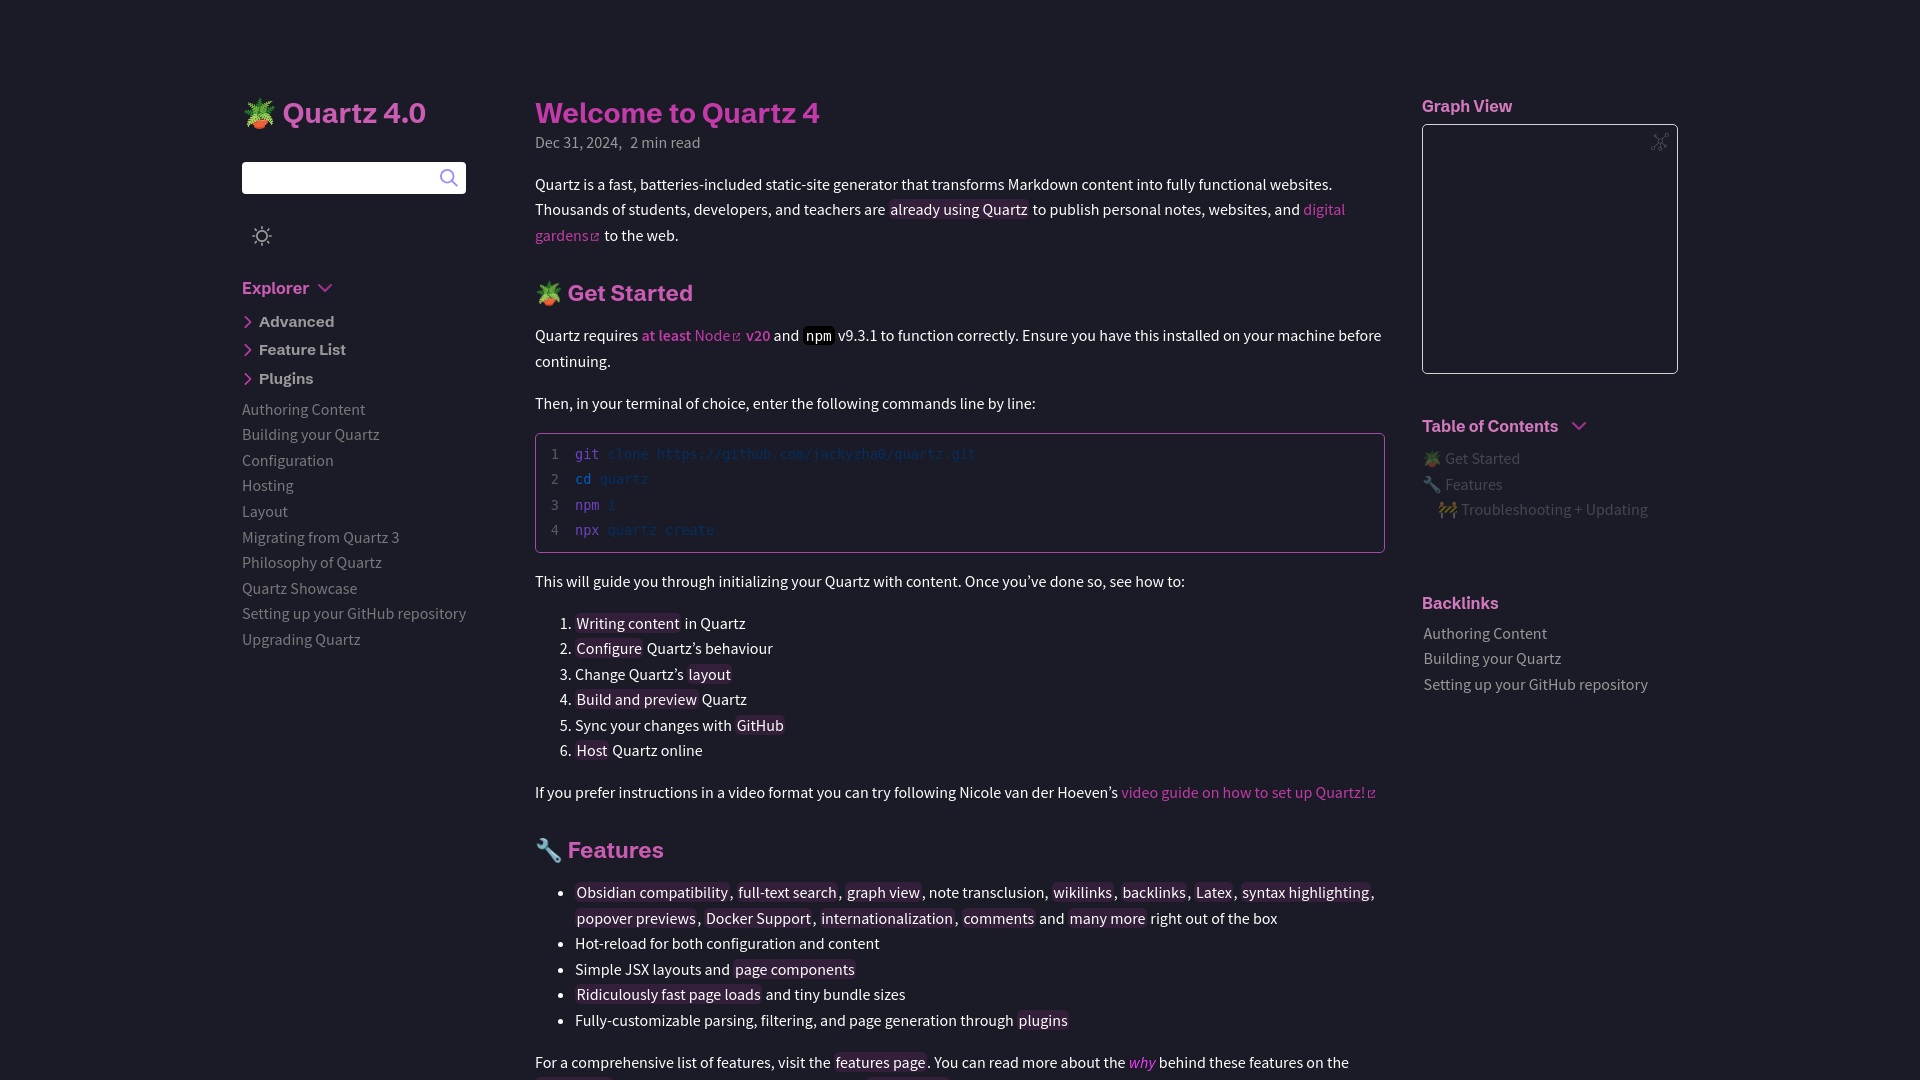 🪴 Quartz 4.0
Explorer
Advanced
Feature List
Plugins
Authoring Content
Building your Quartz
Configuration
Hosting
Layout
Migrating from Quartz 3
Philosophy of Quartz
Quartz Showcase
Setting up your GitHub repository
Upgrading Quartz
Welcome to Quartz 4
Dec 31, 2024, 2 min read
Quartz is a fast, batteries-included static-site generator that transforms Markdown content into fully functional websites.
Thousands of students, developers, and teachers are already using Quartz to publish personal notes, websites, and digital
gardens to the web.
🪴 Get Started
Quartz requires at least Node v20 and npm v9.3.1 to function correctly. Ensure you have this installed on your machine before
continuing.
Then, in your terminal of choice, enter the following commands line by line:
1 git clone https://github.com/jackyzha0/quartz.git
2 cd quartz
3 npm i
4 npx quartz create
This will guide you through initializing your Quartz with content. Once you’ve done so, see how to:
1. Writing content in Quartz
2. Configure Quartz’s behaviour
3. Change Quartz’s layout
4. Build and preview Quartz
5. Sync your changes with GitHub
6. Host Quartz online
If you prefer instructions in a video format you can try following Nicole van der Hoeven’s video guide on how to set up Quartz!
🔧 Features
• Obsidian compatibility, full-text search, graph view, note transclusion, wikilinks, backlinks, Latex, syntax highlighting,
popover previews, Docker Support, internationalization, comments and many more right out of the box
• Hot-reload for both configuration and content
• Simple JSX layouts and page components
• Ridiculously fast page loads and tiny bundle sizes
• Fully-customizable parsing, filtering, and page generation through plugins
For a comprehensive list of features, visit the features page. You can read more about the why behind these features on the
Graph View
Table of Contents
🪴 Get Started
🔧 Features
🚧 Troubleshooting + Updating
Backlinks
Authoring Content
Building your Quartz
Setting up your GitHub repository